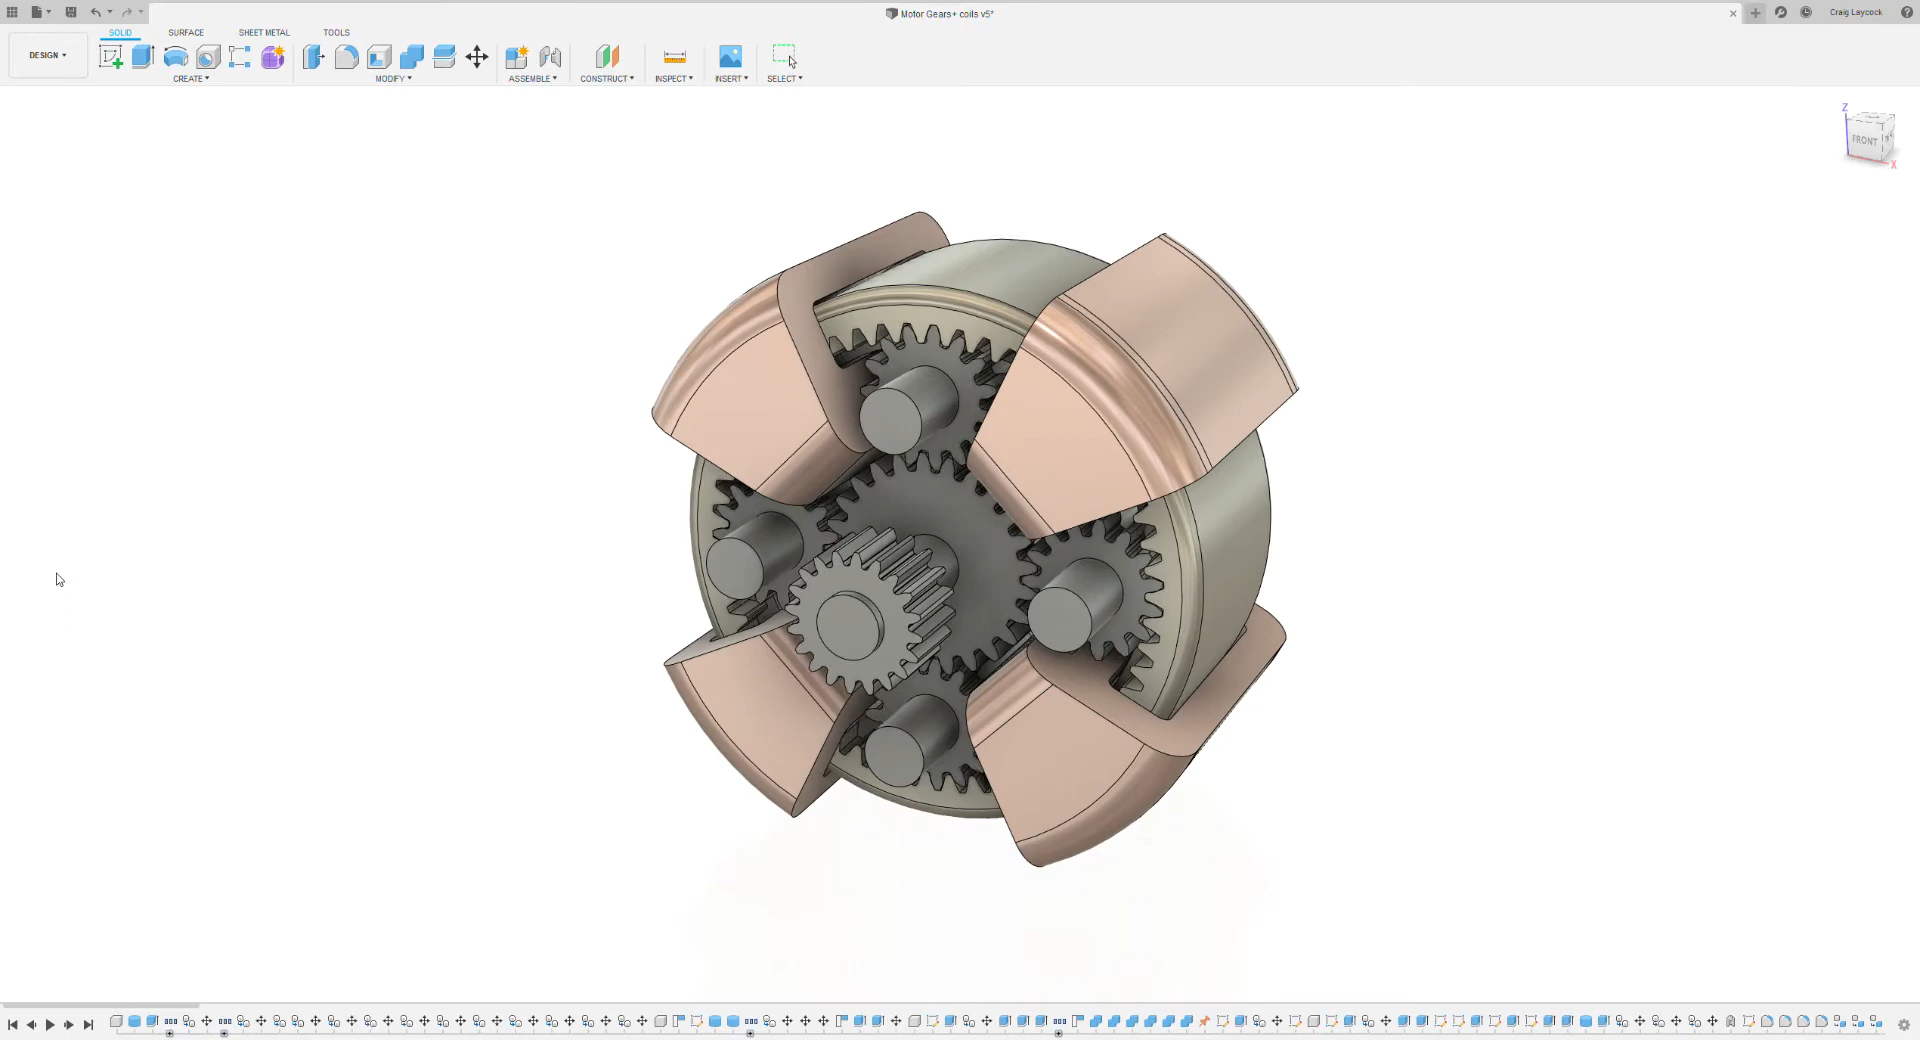 Motor Gears+ coils v5*
Craig Laycock
SOLID
SURFACE
SHEET METAL
TOOLS
DESIGN
CREATE
MODIFY
ASSEMBLE
CONSTRUCT
INSPECT
INSERT
SELECT
Z
FRONT
X